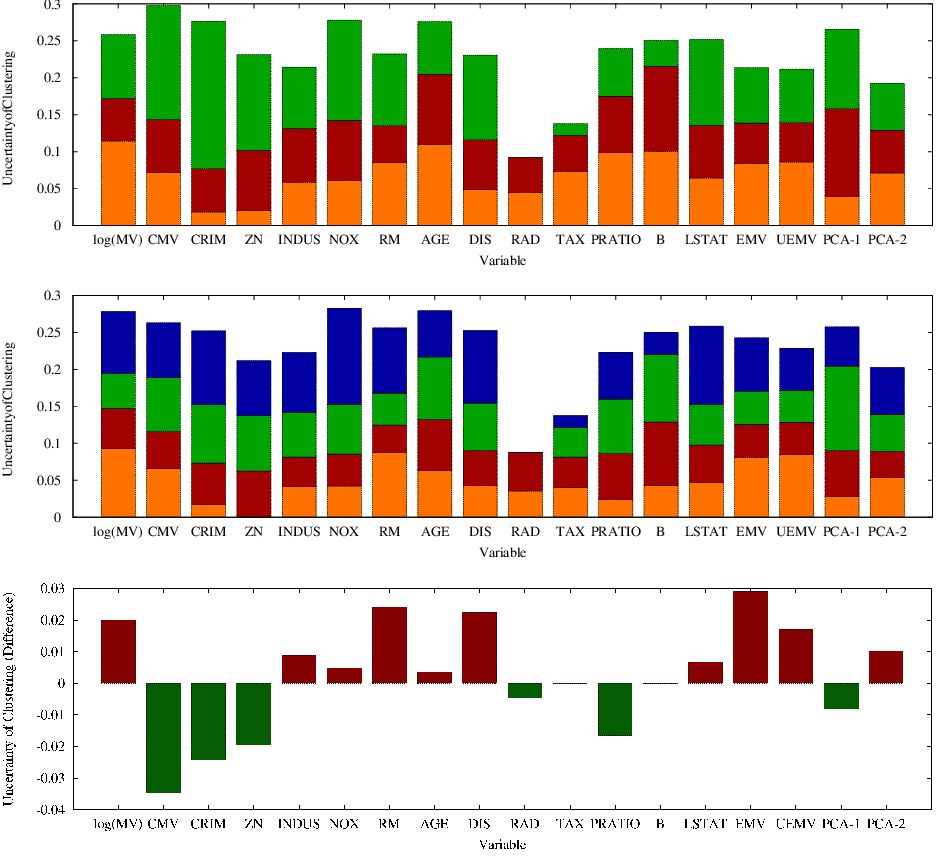 UncertaintyofClustering
0.3
0.25
0.2
0.15
0.1
0.05
0
log(MV) CMV CRIM ZN INDUS NOX RM AGE DIS RAD TAX PRATIO B LSTAT EMV UEMV PCA-1 PCA-2
Variable
UncertaintyofClustering
0.3
0.25
0.2
0.15
0.1
0.05
0
log(MV) CMV CRIM ZN INDUS NOX RM AGE DIS RAD TAX PRATIO B LSTAT EMV UEMV PCA-1 PCA-2
Variable
Uncertainty of Clustering (Difference)
0.03
0.02
0.01
0
-0.01
-0.02
-0.03
-0.04
log(MV) CMV CRIM ZN INDUS NOX RM AGE DIS RAD TAX PRATIO B LSTAT EMV UEMV PCA-1 PCA-2
Variable